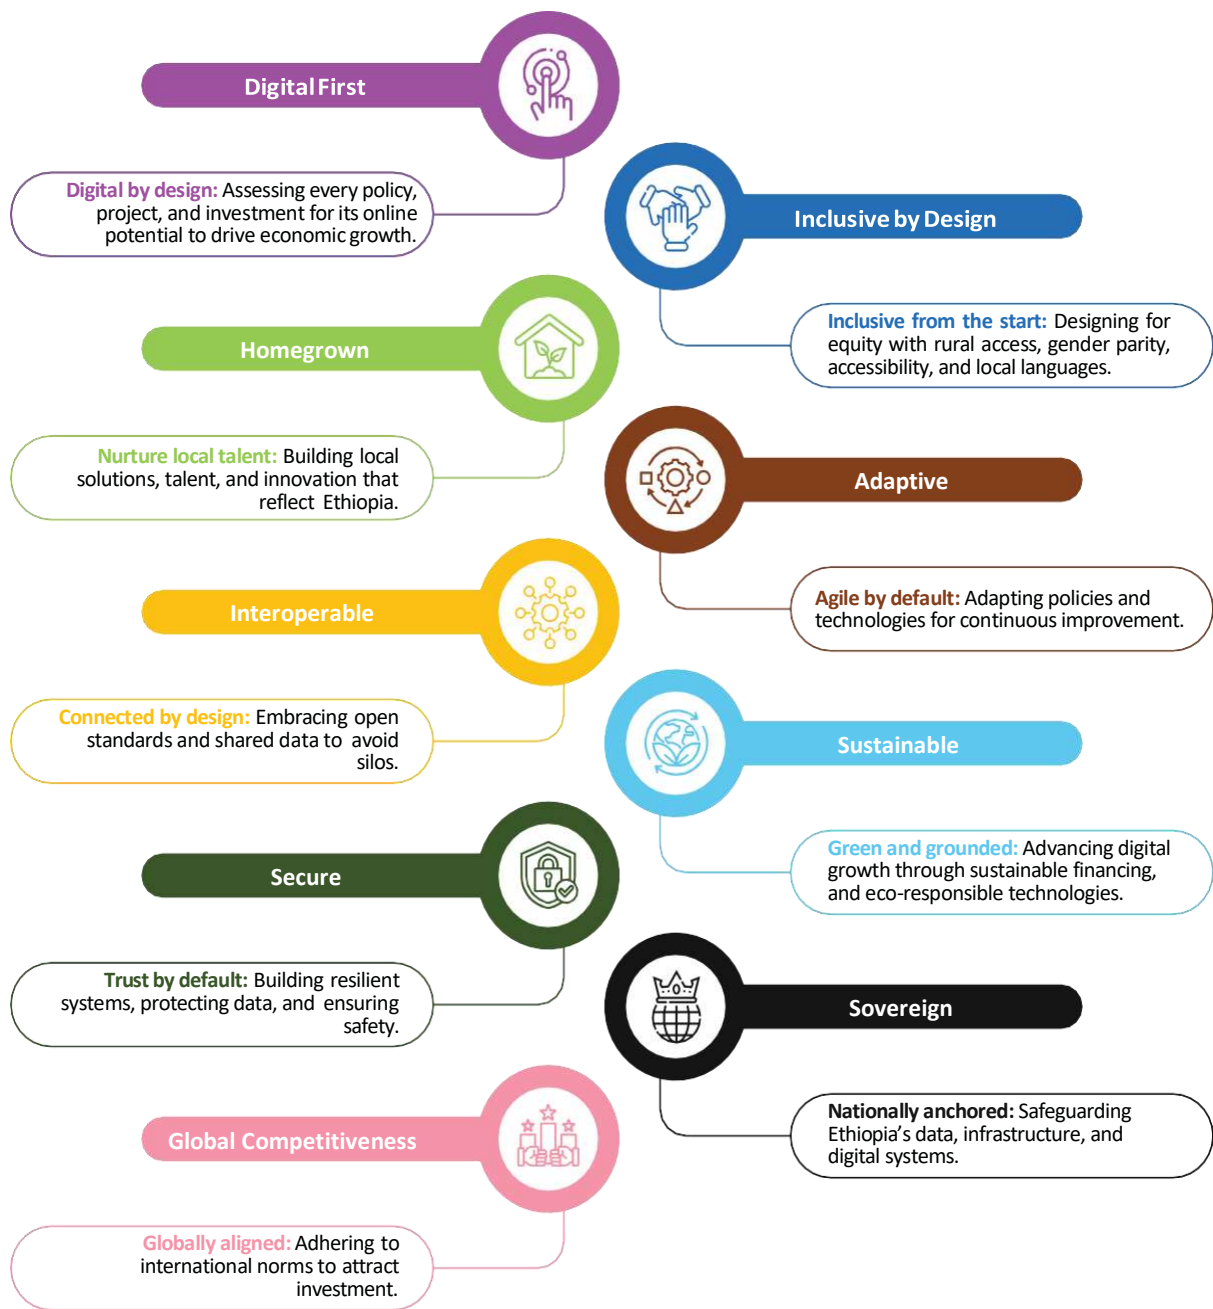 Digital First
Digital by design: Assessing every policy,
project, and investment for its online
potential to drive economic growth.
Inclusive by Design
Inclusive from the start: Designing for
equity with rural access, gender parity,
accessibility, and local languages.
Homegrown
Nurture local talent: Building local
solutions, talent, and innovation that
reflect Ethiopia.
Adaptive
Agile by default: Adapting policies and
technologies for continuous improvement.
Interoperable
Connected by design: Embracing open
standards and shared data to avoid
silos.
Sustainable
Green and grounded: Advancing digital
growth through sustainable financing,
and eco-responsible technologies.
Secure
Trust by default: Building resilient
systems, protecting data, and ensuring
safety.
Sovereign
Nationally anchored: Safeguarding
Ethiopia’s data, infrastructure, and
digital systems.
Global Competitiveness
Globally aligned: Adhering to
international norms to attract
investment.